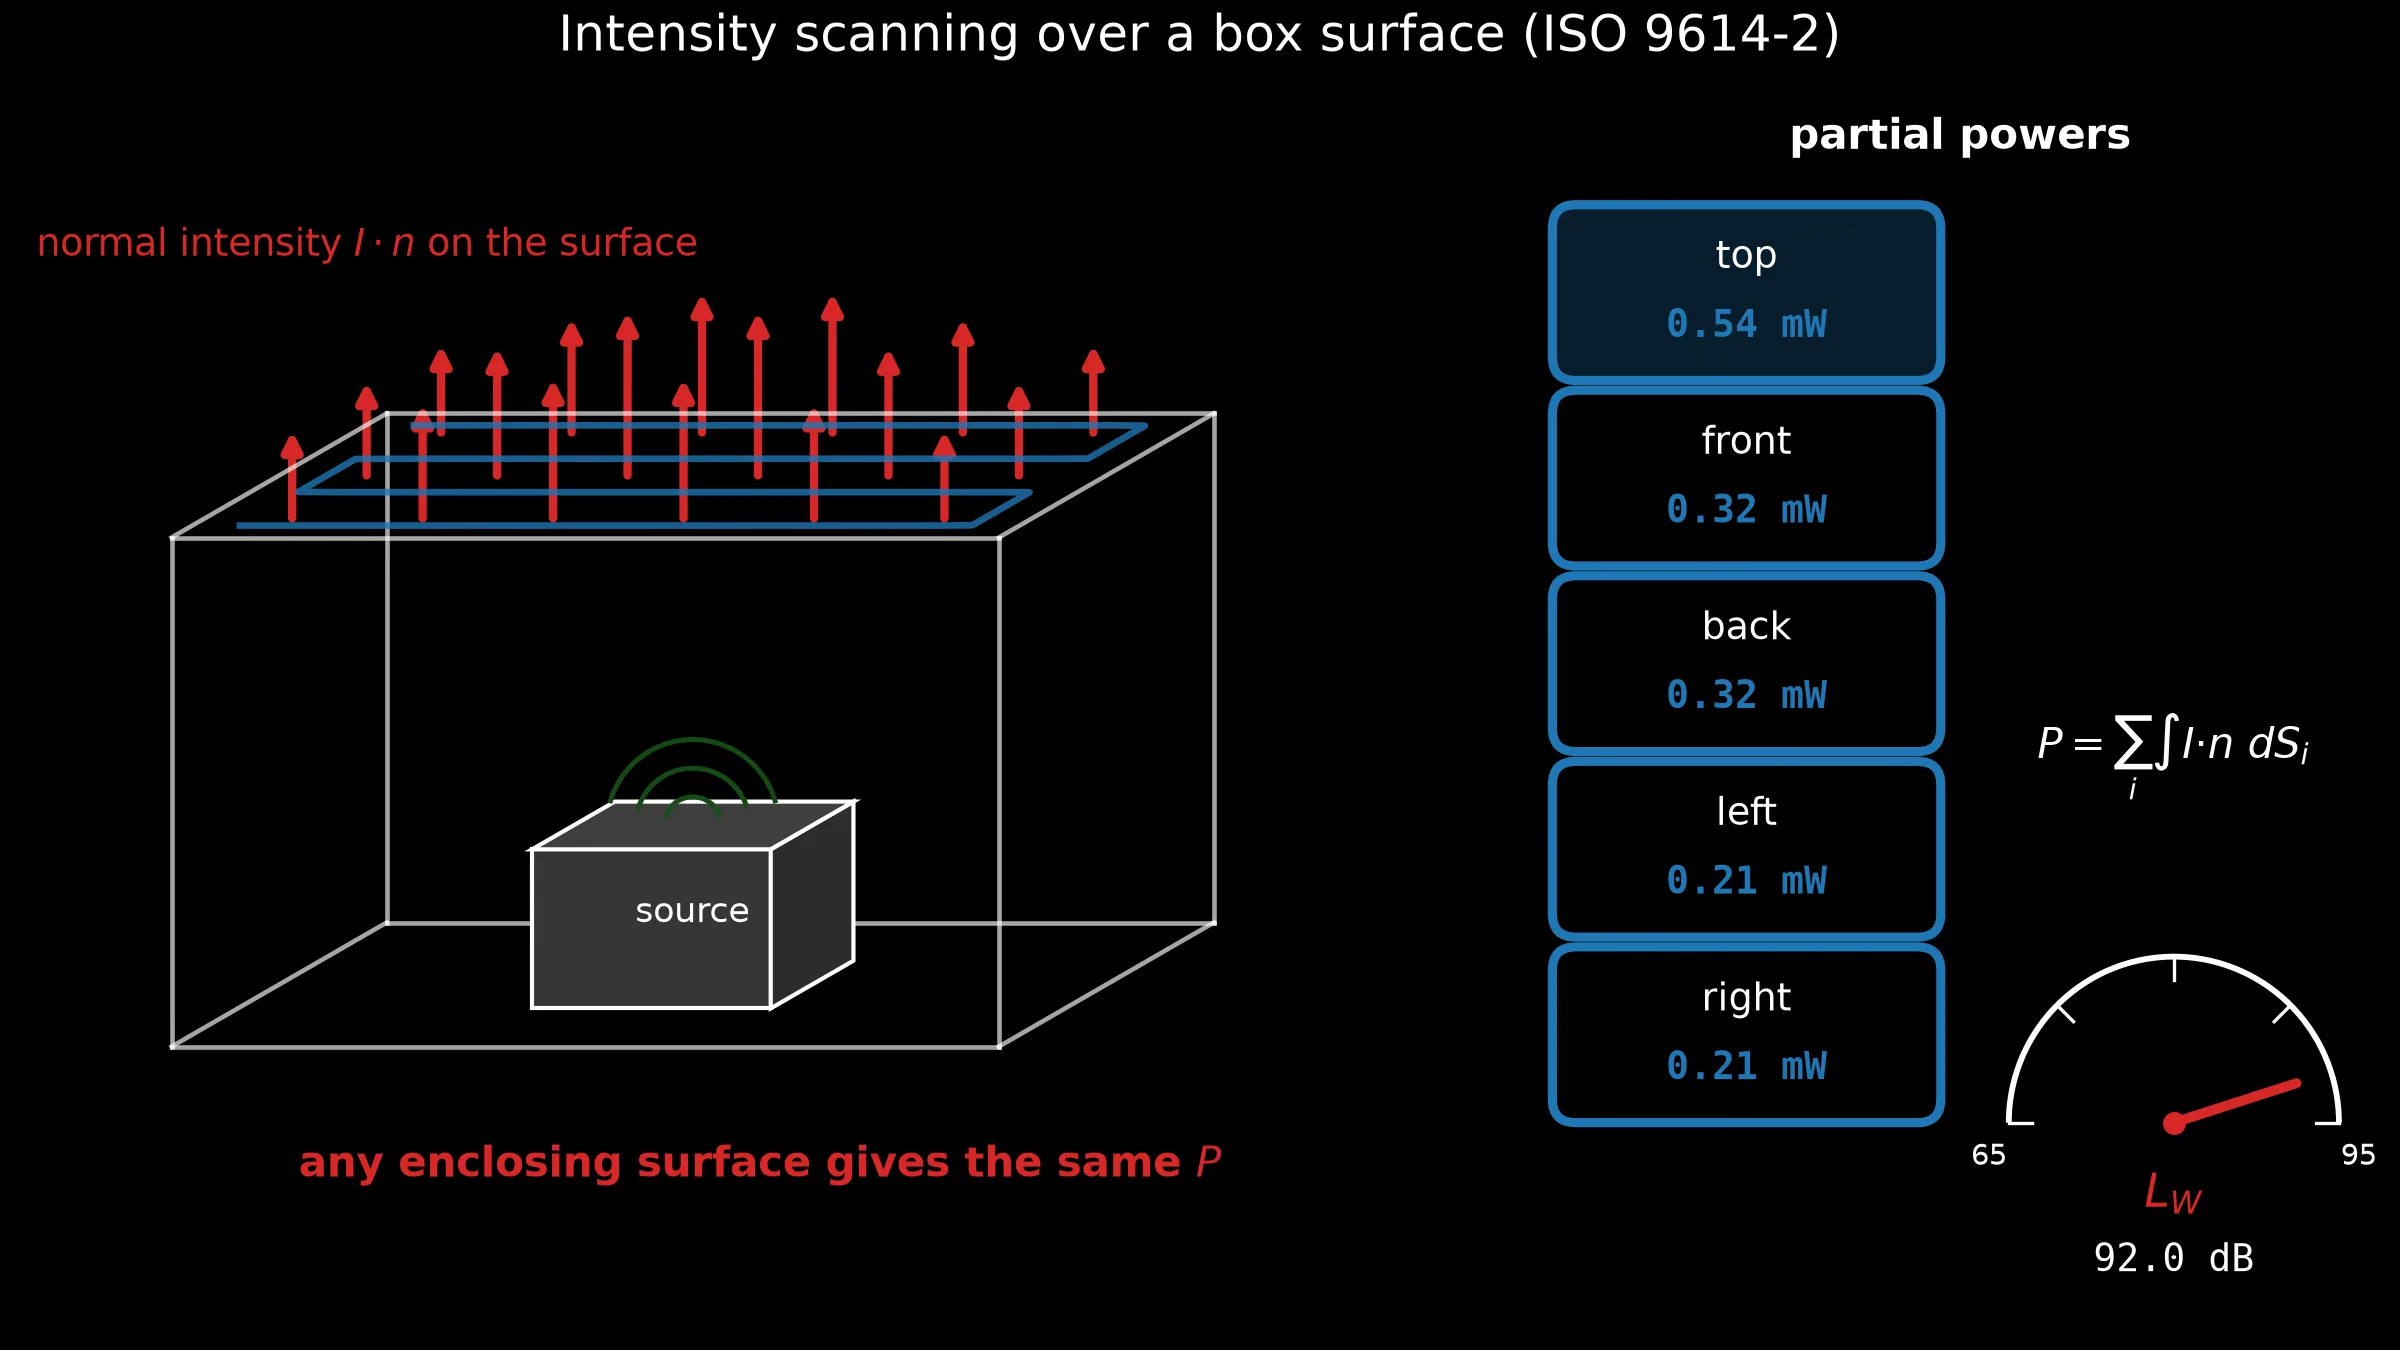 Intensity scanning over a box surface (ISO 9614-2)
partial powers
normal intensity I · n on the surface
top
0.54 mW
front
0.32 mW
back
0.32 mW
left
0.21 mW
right
0.21 mW
P = ∑∫I·n dSᵢ
i
source
65
95
L_W
92.0 dB
any enclosing surface gives the same P